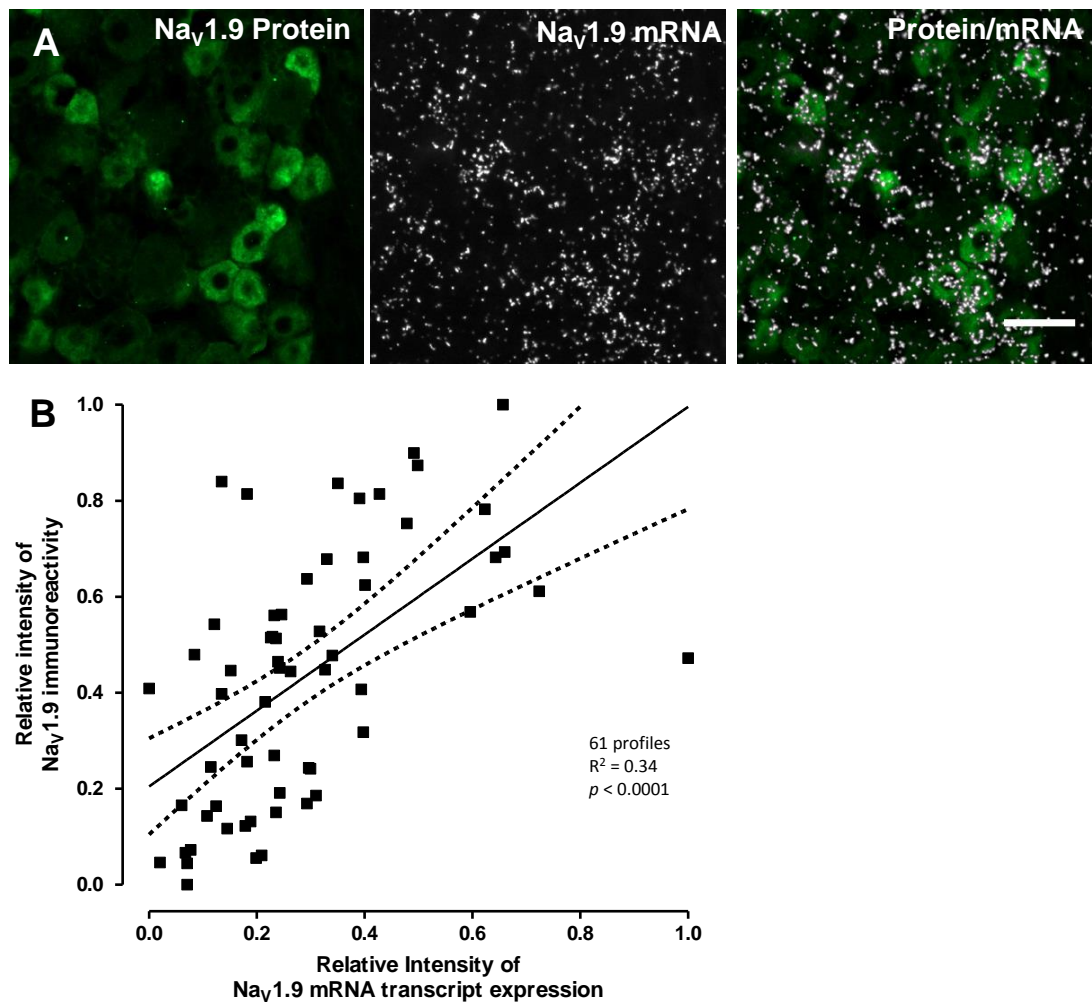 A
Nav1.9 Protein
Nav1.9 mRNA
Protein/mRNA
B
1.0
0.8
0.6
0.4
0.2
0.0
Relative intensity of
Nav1.9 immunoreactivity
61 profiles
R² = 0.34
p < 0.0001
0.0 0.2 0.4 0.6 0.8 1.0
Relative Intensity of
Nav1.9 mRNA transcript expression